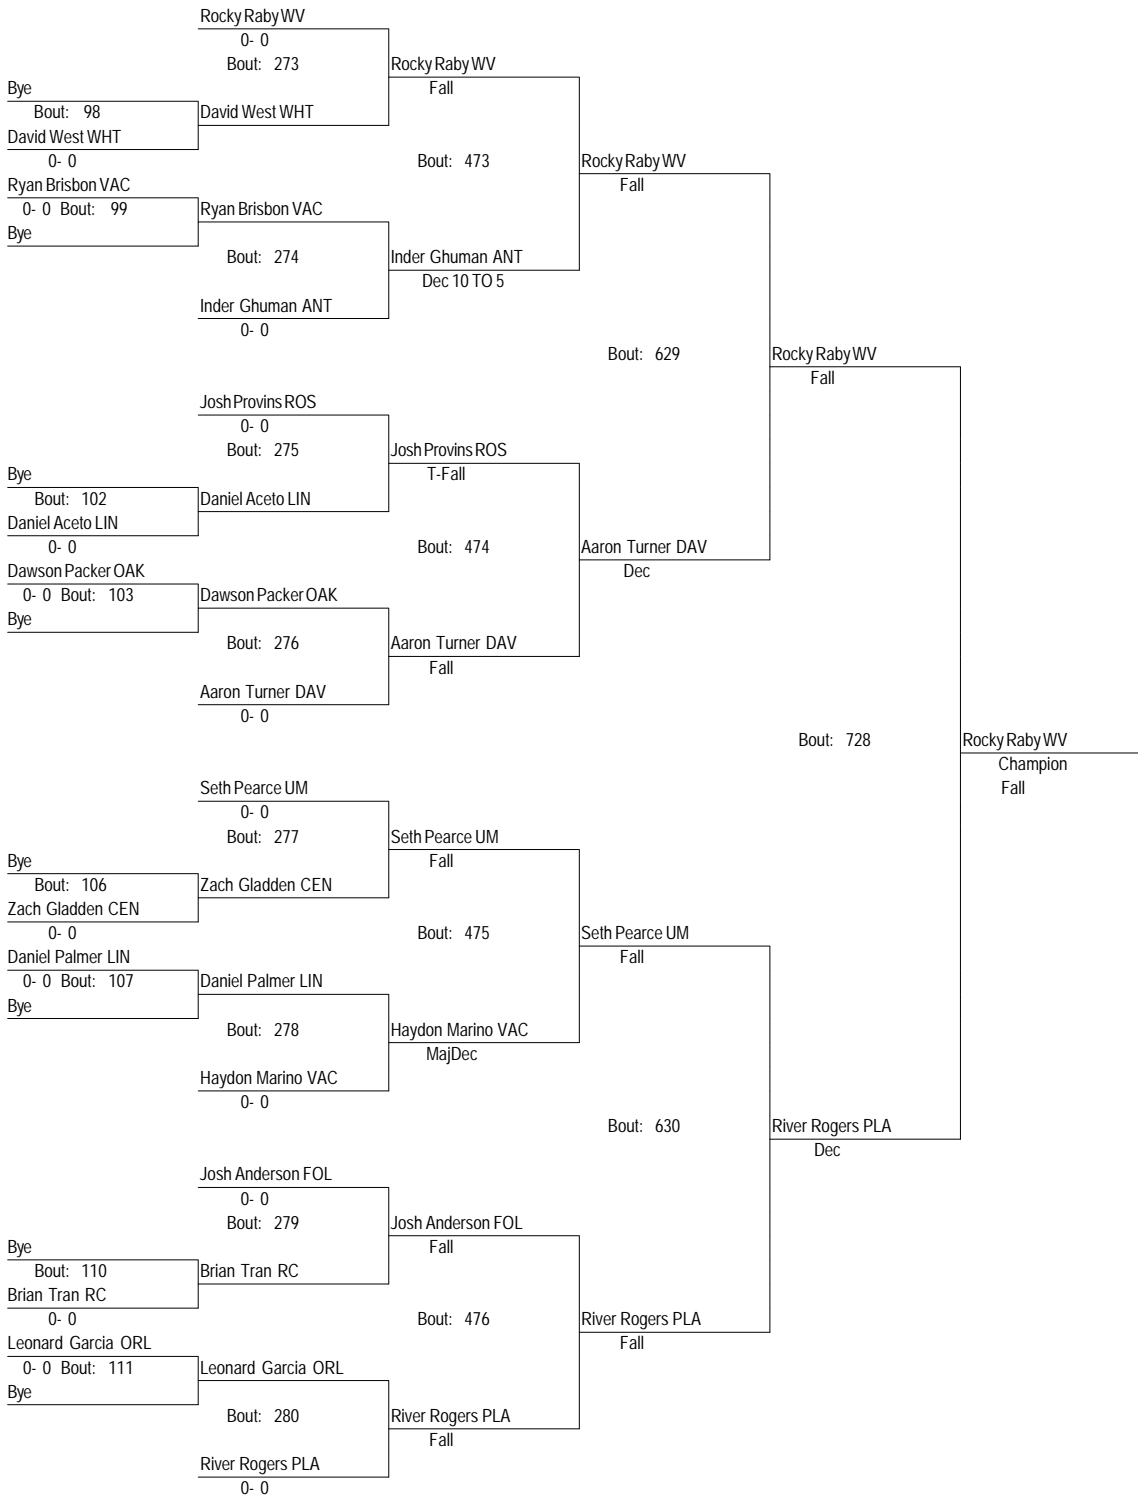 Rocky Raby WV
0- 0
Bout: 273
Rocky Raby WV
Fall
Bye
Bout: 98
David West WHT
David West WHT
0- 0
Bout: 473
Rocky Raby WV
Fall
Ryan Brisbon VAC
0- 0 Bout: 99
Ryan Brisbon VAC
Bye
Bout: 274
Inder Ghuman ANT
Dec 10 TO 5
Inder Ghuman ANT
0- 0
Bout: 629
Rocky Raby WV
Fall
Josh Provins ROS
0- 0
Bout: 275
Josh Provins ROS
T-Fall
Bye
Bout: 102
Daniel Aceto LIN
Daniel Aceto LIN
0- 0
Bout: 474
Aaron Turner DAV
Dec
Dawson Packer OAK
0- 0 Bout: 103
Dawson Packer OAK
Bye
Bout: 276
Aaron Turner DAV
Fall
Aaron Turner DAV
0- 0
Bout: 728
Rocky Raby WV
Champion
Fall
Seth Pearce UM
0- 0
Bout: 277
Seth Pearce UM
Fall
Bye
Bout: 106
Zach Gladden CEN
Zach Gladden CEN
0- 0
Bout: 475
Seth Pearce UM
Fall
Daniel Palmer LIN
0- 0 Bout: 107
Daniel Palmer LIN
Bye
Bout: 278
Haydon Marino VAC
MajDec
Haydon Marino VAC
0- 0
Bout: 630
River Rogers PLA
Dec
Josh Anderson FOL
0- 0
Bout: 279
Josh Anderson FOL
Fall
Bye
Bout: 110
Brian Tran RC
Brian Tran RC
0- 0
Bout: 476
River Rogers PLA
Fall
Leonard Garcia ORL
0- 0 Bout: 111
Leonard Garcia ORL
Bye
Bout: 280
River Rogers PLA
Fall
River Rogers PLA
0- 0